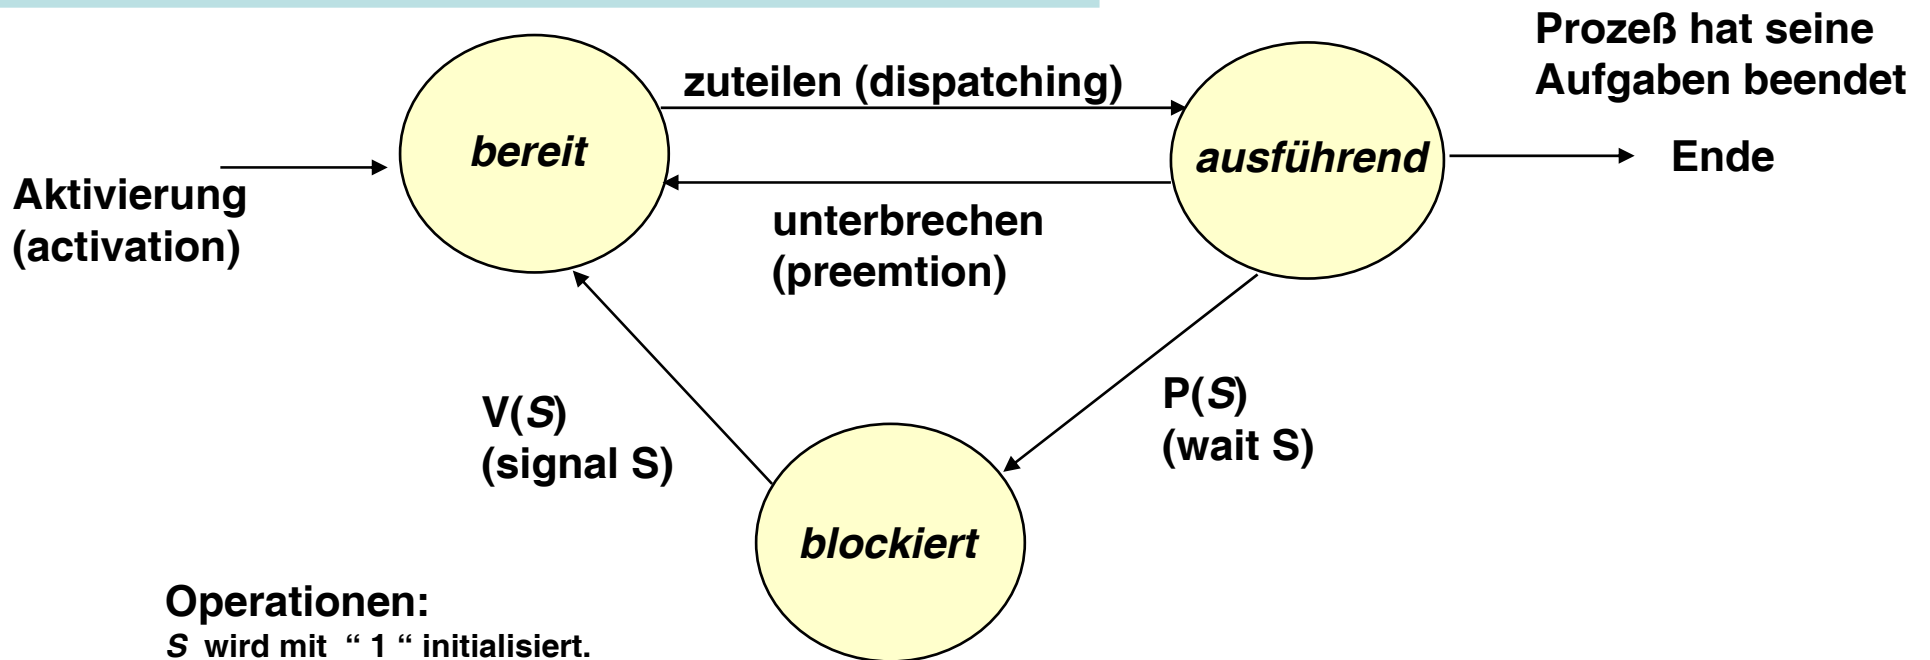 Prozeß hat seine
Aufgaben beendet
zuteilen (dispatching)
bereit
ausführend
Ende
Aktivierung
(activation)
unterbrechen
(preemtion)
V(S)
(signal S)
P(S)
(wait S)
blockiert
Operationen:
S wird mit “ 1 “ initialisiert.